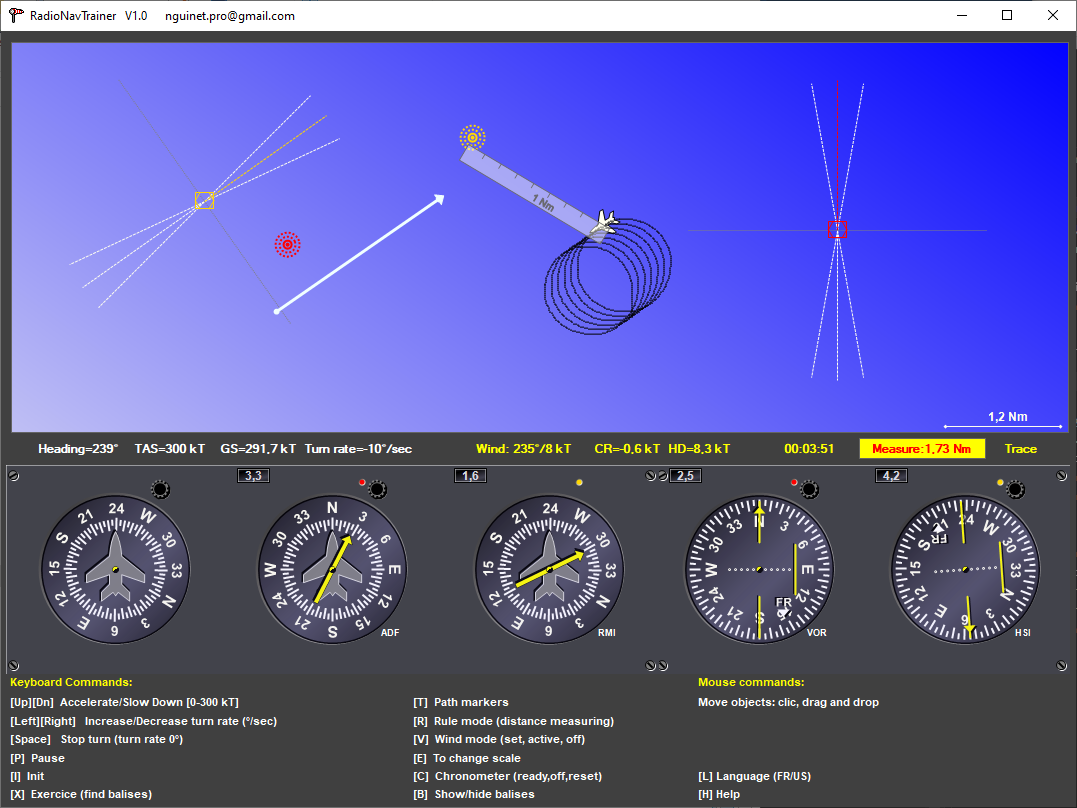 RadioNavTrainer V1.0 nguinet.pro@gmail.com
1 Nm
1,2 Nm
Heading=239° TAS=300 kT GS=291,7 kT Turn rate=-10°/sec Wind: 235°/8 kT CR=-0,6 kT HD=8,3 kT 00:03:51 Measure:1,73 Nm Trace
3,3 1,6 2,5 4,2
21 24 W 30 33 N 3 6 E 12 15 S
33 N 3 6 E 12 15 S 21 24 W 30
21 24 W 30 33 N 3 6 E 12 15 S
33 N 3 6 12 S 21 24 W 30
FR
21 24 W 30 33 N 3 6 E 12 15 S
FR
ADF RMI VOR HSI
Keyboard Commands: Mouse commands:
[Up][Dn] Accelerate/Slow Down [0-300 kT] [T] Path markers Move objects: clic, drag and drop
[Left][Right] Increase/Decrease turn rate (°/sec) [R] Rule mode (distance measuring)
[Space] Stop turn (turn rate 0°) [V] Wind mode (set, active, off)
[P] Pause [E] To change scale
[I] Init [C] Chronometer (ready,off,reset) [L] Language (FR/US)
[X] Exercice (find balises) [B] Show/hide balises [H] Help